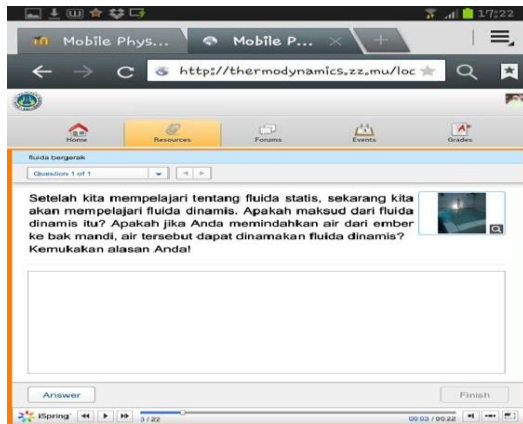 17:22
Mobile Phys...
Mobile P...
http://thermodynamics.zz.mu/loc
Home
Resources
Forums
Events
Grades
fluida bergerak
Question 1 of 1
Setelah kita mempelajari tentang fluida statis, sekarang kita
akan mempelajari fluida dinamis. Apakah maksud dari fluida
dinamis itu? Apakah jika Anda memindahkan air dari ember
ke bak mandi, air tersebut dapat dinamakan fluida dinamis?
Kemukakan alasan Anda!
Answer
Finish
iSpring
3 / 22
00:03 / 00:22